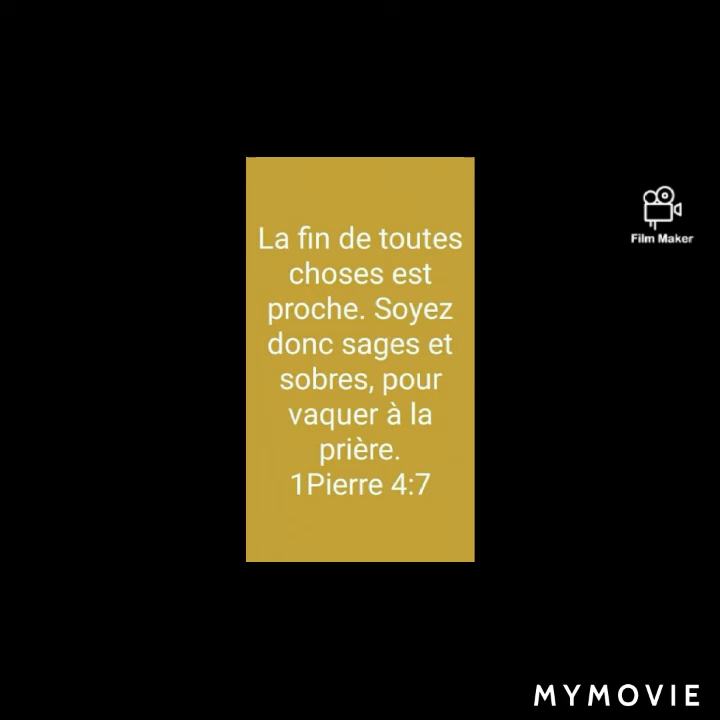 La fin de toutes
choses est
proche. Soyez
donc sages et
sobres, pour
vaquer à la
prière.
1Pierre 4:7
Film Maker
MYMOVIE